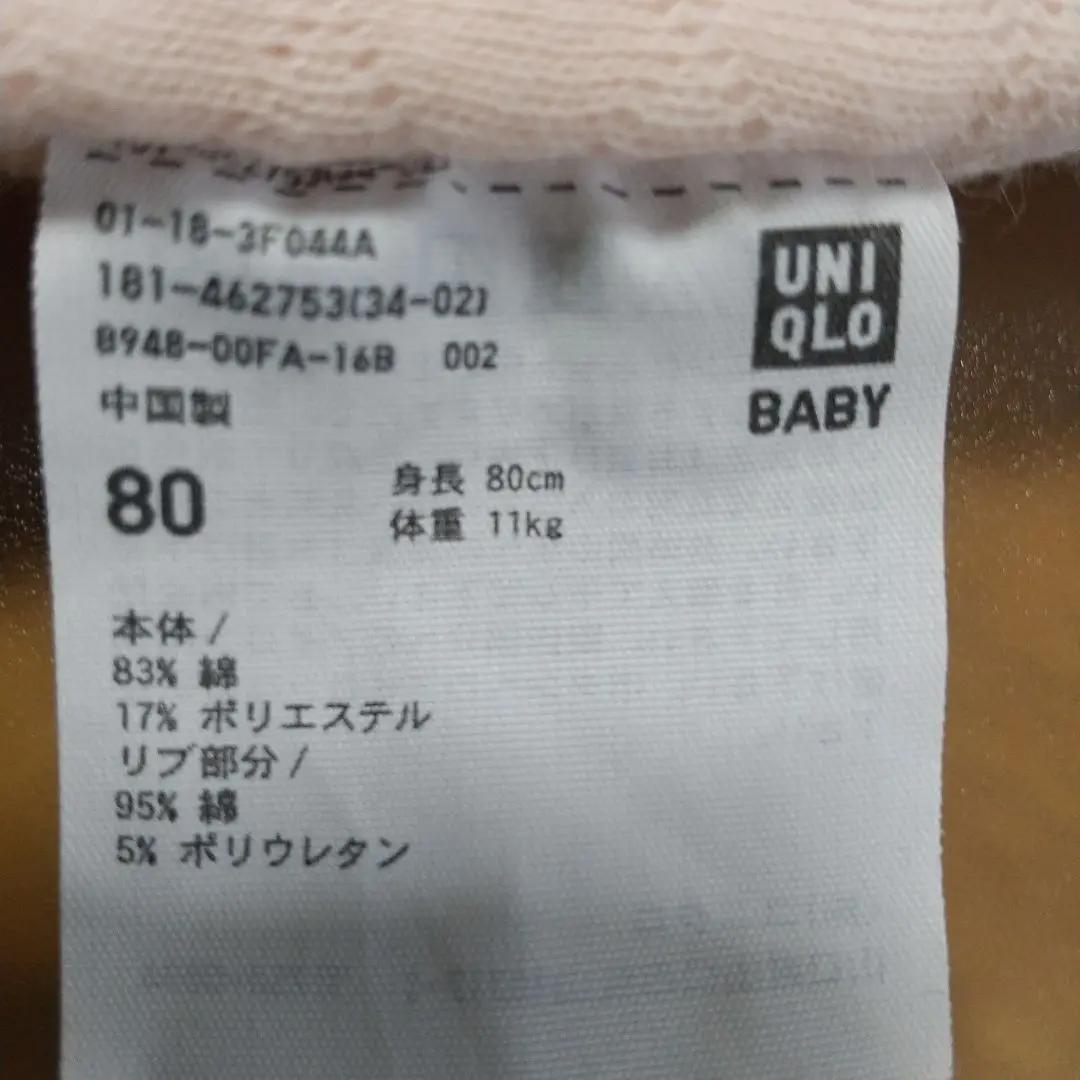 01-18-3F044A
181-462753(34-02)
8948-00FA-16B 002
中国製
UNI
QLO
BABY
80
身長 80cm
体重 11kg
本体/
83% 綿
17% ポリエステル
リブ部分/
95% 綿
5% ポリウレタン